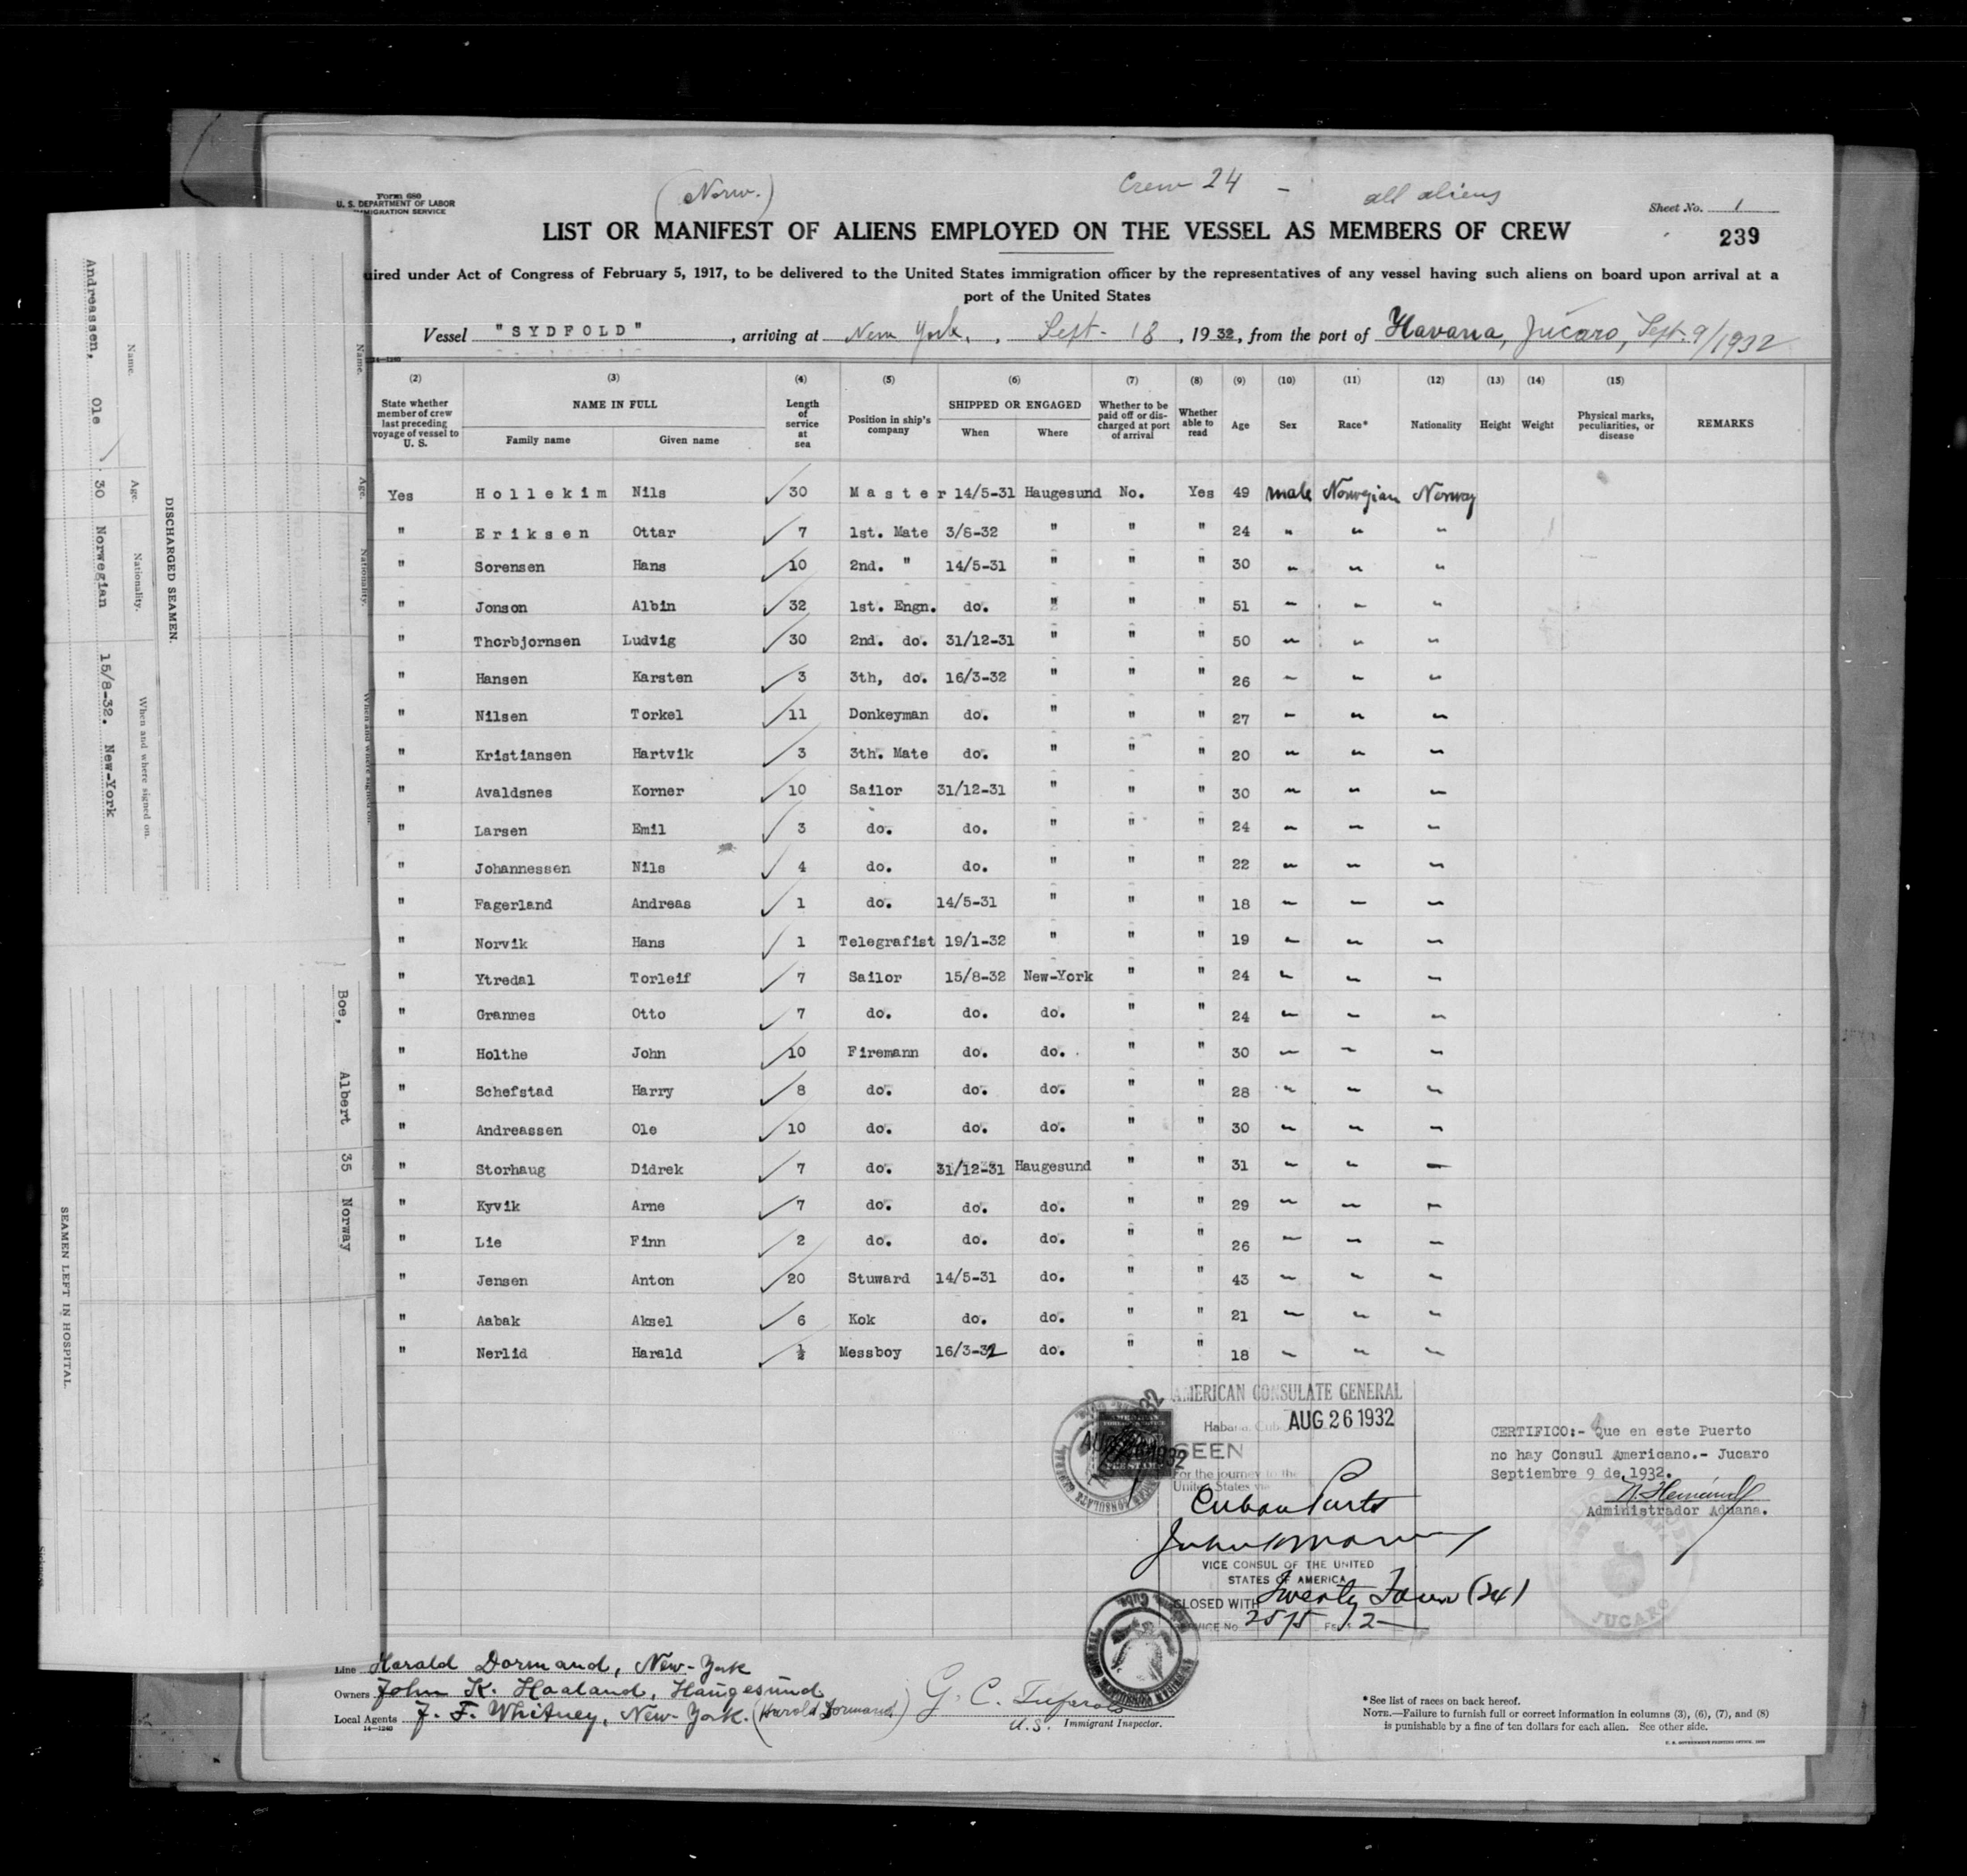 (Norw.)
Crew 24 - all aliens
Form 680
U. S. DEPARTMENT OF LABOR
IMMIGRATION SERVICE
Sheet No. 1
239
LIST OR MANIFEST OF ALIENS EMPLOYED ON THE VESSEL AS MEMBERS OF CREW
uired under Act of Congress of February 5, 1917, to be delivered to the United States immigration officer by the representatives of any vessel having such aliens on board upon arrival at a
port of the United States
Vessel "SYDFOLD", arriving at New York, Sept. 18, 1932, from the port of Havana, Jucaro, Sept. 9/1932
14—1240
(2) (3) (4) (5) (6) (7) (8) (9) (10) (11) (12) (13) (14) (15)
State whether member of crew last preceding voyage of vessel to U. S. NAME IN FULL Family name Given name Length of service at sea Position in ship's company SHIPPED OR ENGAGED When Where Whether to be paid off or discharged at port of arrival Whether able to read Age Sex Race* Nationality Height Weight Physical marks, peculiarities, or disease REMARKS
Yes Hollekim Nils 30 Master 14/5-31 Haugesund No. Yes 49 male Norwegian Norway
" Eriksen Ottar 7 1st. Mate 3/8-32 " " " 24 " " "
" Sorensen Hans 10 2nd. " 14/5-31 " " " 30 " " "
" Jonson Albin 32 1st. Engn. do. " " " 51 " " "
" Thorbjornsen Ludvig 30 2nd. do. 31/12-31 " " " 50 " " "
" Hansen Karsten 3 3th, do. 16/3-32 " " " 26 " " "
" Nilsen Torkel 11 Donkeyman do. " " " 27 " " "
" Kristiansen Hartvik 3 3th. Mate do. " " " 20 " " "
" Avaldsnes Korner 10 Sailor 31/12-31 " " " 30 " " "
" Larsen Emil 3 do. do. " " " 24 " " "
" Johannessen Nils 4 do. do. " " " 22 " " "
" Fagerland Andreas 1 do. 14/5-31 " " " 18 " " "
" Norvik Hans 1 Telegrafist 19/1-32 " " " 19 " " "
" Ytredal Torleif 7 Sailor 15/8-32 New-York " " 24 " " "
" Grannes Otto 7 do. do. do. " " 24 " " "
" Holthe John 10 Firemann do. do. " " 30 " " "
" Schefstad Harry 8 do. do. do. " " 28 " " "
" Andreassen Ole 10 do. do. do. " " 30 " " "
" Storhaug Didrek 7 do. 31/12-31 Haugesund " " 31 " " "
" Kyvik Arne 7 do. do. do. " " 29 " " "
" Lie Finn 2 do. do. do. " " 26 " " "
" Jensen Anton 20 Stuward 14/5-31 do. " " 43 " " "
" Aabak Aksel 6 Kok do. do. " " 21 " " "
" Nerlid Harald ½ Messboy 16/3-32 do. " " 18 " " "
AMERICAN CONSULATE GENERAL
Habana, Cuba AUG 26 1932
SEEN
For the journey to the
United States via
Cuban Ports
VICE CONSUL OF THE UNITED
STATES OF AMERICA
CLOSED WITH Twenty Four (24)
SERVICE No. 2575 FEE $ 2—
CERTIFICO:- Que en este Puerto
no hay Consul Americano.- Jucaro
Septiembre 9 de 1932.
Administrador Aduana.
JUCARO
Line Harald Dormand, New-York
Owners John K. Haaland, Haugesund
Local Agents J. F. Whitney, New-York. (Harold Dormand)
14—1240
U.S. Immigrant Inspector.
*See list of races on back hereof.
NOTE.—Failure to furnish full or correct information in columns (3), (6), (7), and (8)
is punishable by a fine of ten dollars for each alien. See other side.
U. S. GOVERNMENT PRINTING OFFICE
DISCHARGED SEAMEN.
Name. Age. Nationality. When and where signed on.
Andreassen, Ole 30 Norwegian 15/8-32. New-York
Name. Age. Nationality. When and where signed on.
SEAMEN LEFT IN HOSPITAL.
Boe, Albert 35 Norway